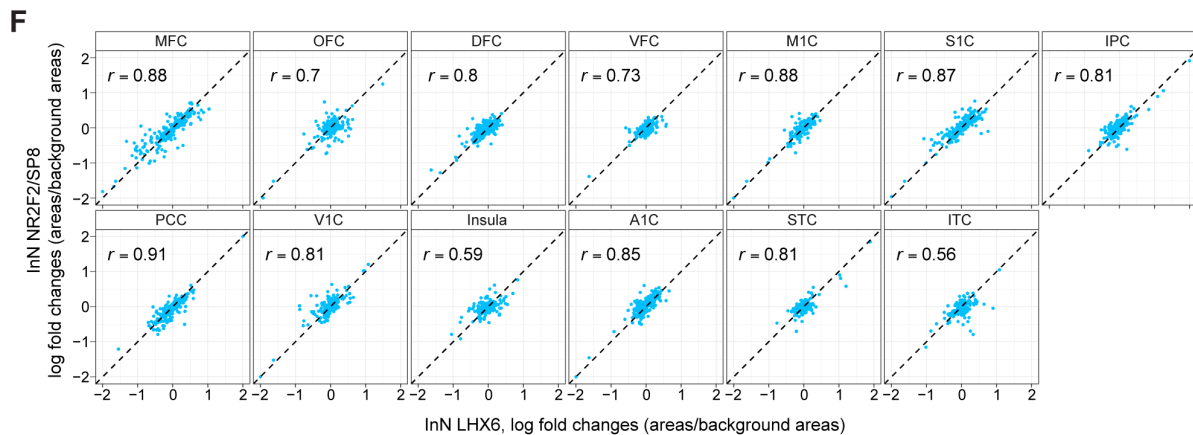 F
MFC OFC DFC VFC M1C S1C IPC
r = 0.88 r = 0.7 r = 0.8 r = 0.73 r = 0.88 r = 0.87 r = 0.81
2
1
0
−1
−2
PCC V1C Insula A1C STC ITC
r = 0.91 r = 0.81 r = 0.59 r = 0.85 r = 0.81 r = 0.56
2
1
0
−1
−2
−2 −1 0 1 2 −2 −1 0 1 2 −2 −1 0 1 2 −2 −1 0 1 2 −2 −1 0 1 2 −2 −1 0 1 2
InN NR2F2/SP8
log fold changes (areas/background areas)
InN LHX6, log fold changes (areas/background areas)